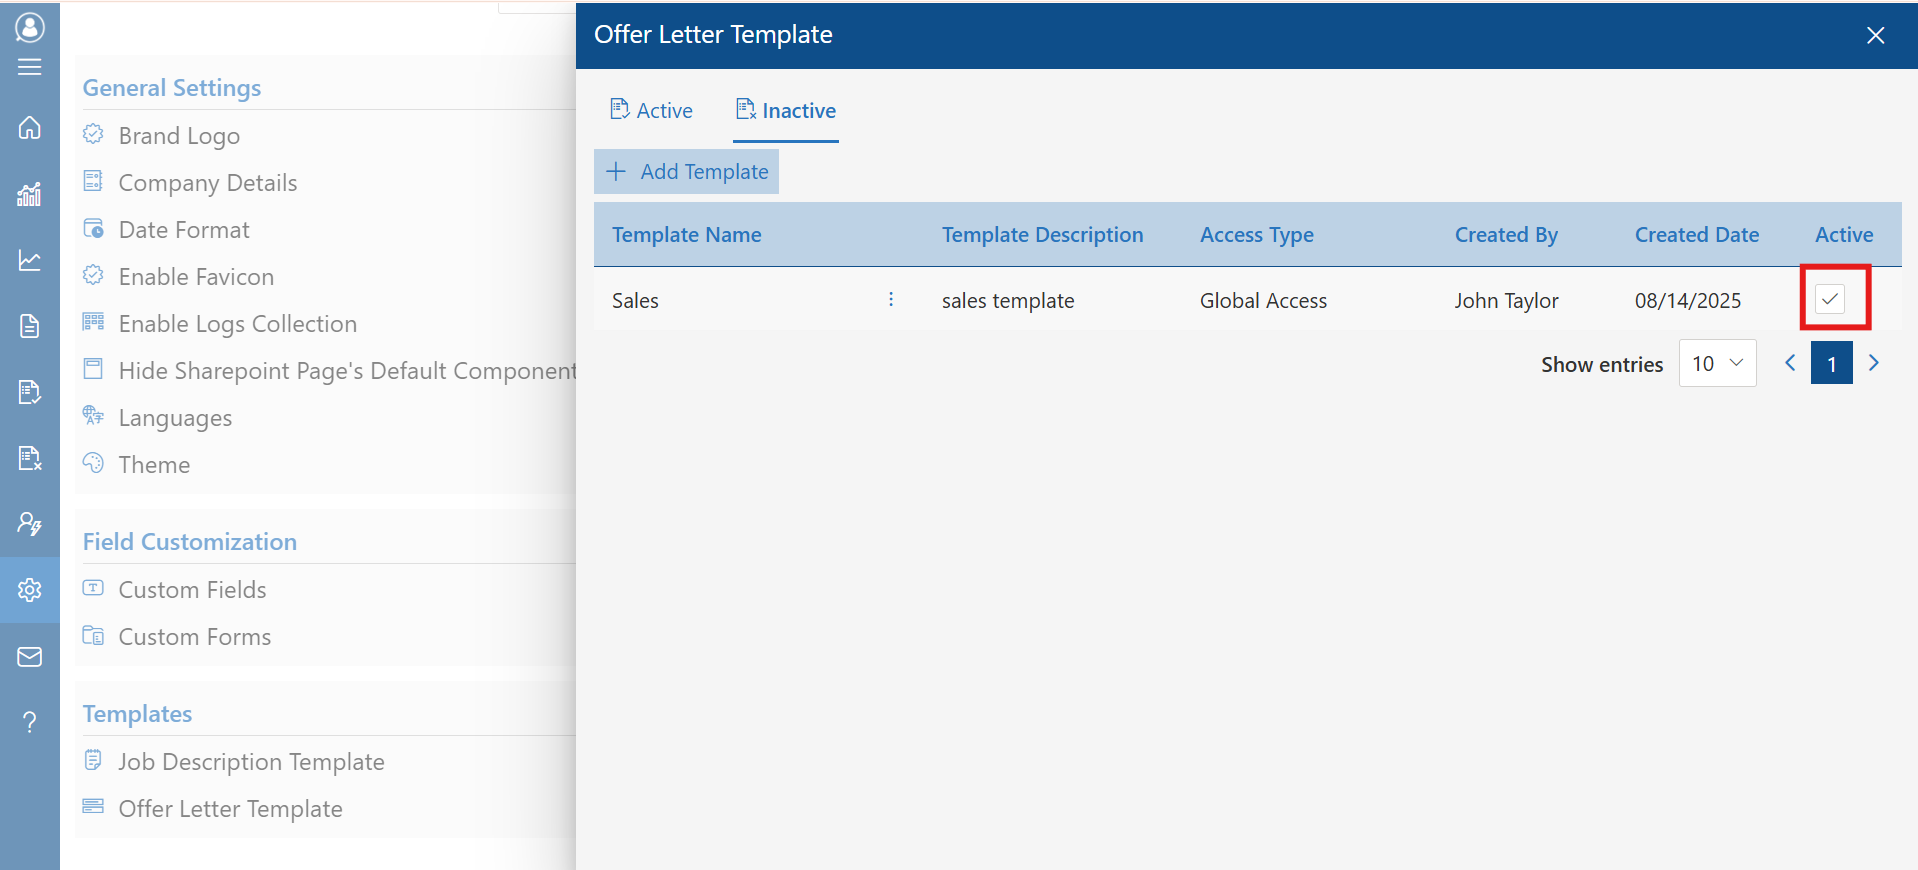 General Settings
Brand Logo
Company Details
Date Format
Enable Favicon
Enable Logs Collection
Hide Sharepoint Page's Default Component
Languages
Theme
Field Customization
Custom Fields
Custom Forms
Templates
Job Description Template
Offer Letter Template
Offer Letter Template
Active Inactive
Add Template
Template Name Template Description Access Type Created By Created Date Active
Sales sales template Global Access John Taylor 08/14/2025
Show entries 10 1